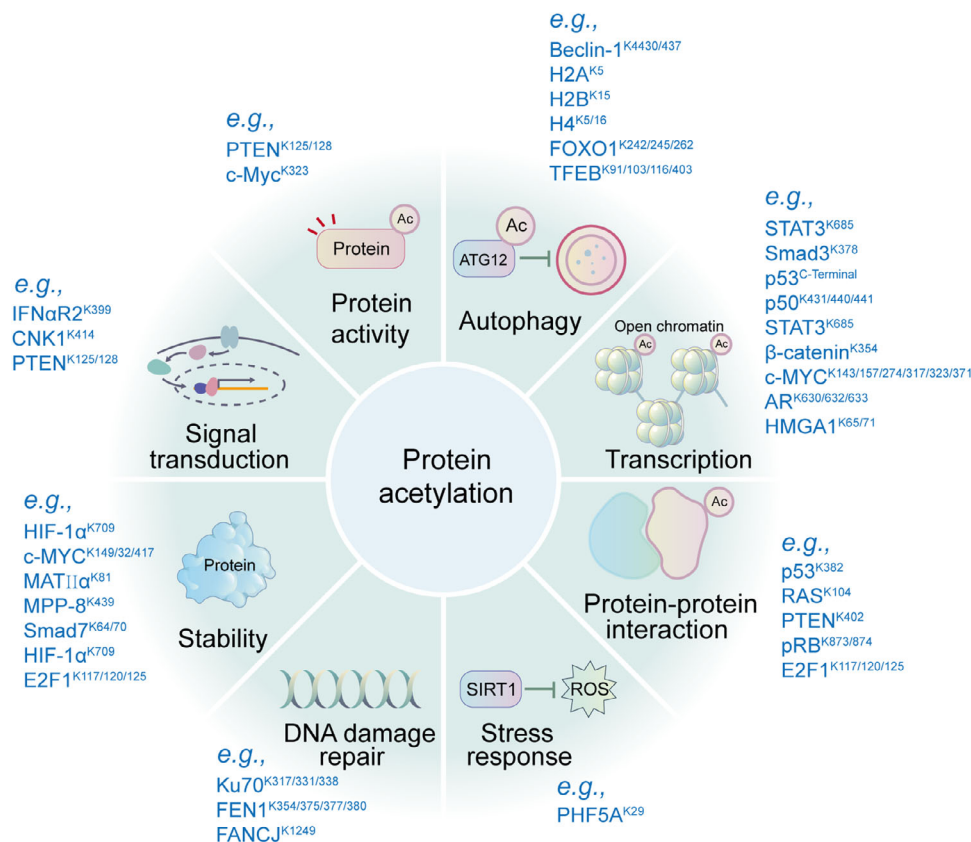 e.g.,
Beclin-1K4430/437
H2AK5
H2BK15
H4K5/16
FOXO1K242/245/262
TFEBK91/103/116/403
e.g.,
PTENK125/128
c-MycK323
e.g.,
STAT3K685
Smad3K378
p53C-Terminal
p50K431/440/441
STAT3K685
β-cateninK354
c-MYCK143/157/274/317/323/371
ARK630/632/633
HMGA1K65/71
e.g.,
IFNαR2K399
CNK1K414
PTENK125/128
Ac
Protein
Protein
activity
Ac
ATG12
Autophagy
Open chromatin
Ac
Ac
Transcription
Signal
transduction
Protein
acetylation
e.g.,
HIF-1αK709
c-MYCK149/32/417
MATIIαK81
MPP-8K439
Smad7K64/70
HIF-1αK709
E2F1K117/120/125
Protein
Stability
Ac
Protein-protein
interaction
e.g.,
p53K382
RASK104
PTENK402
pRBK873/874
E2F1K117/120/125
DNA damage
repair
e.g.,
Ku70K317/331/338
FEN1K354/375/377/380
FANCJK1249
SIRT1
ROS
Stress
response
e.g.,
PHF5AK29